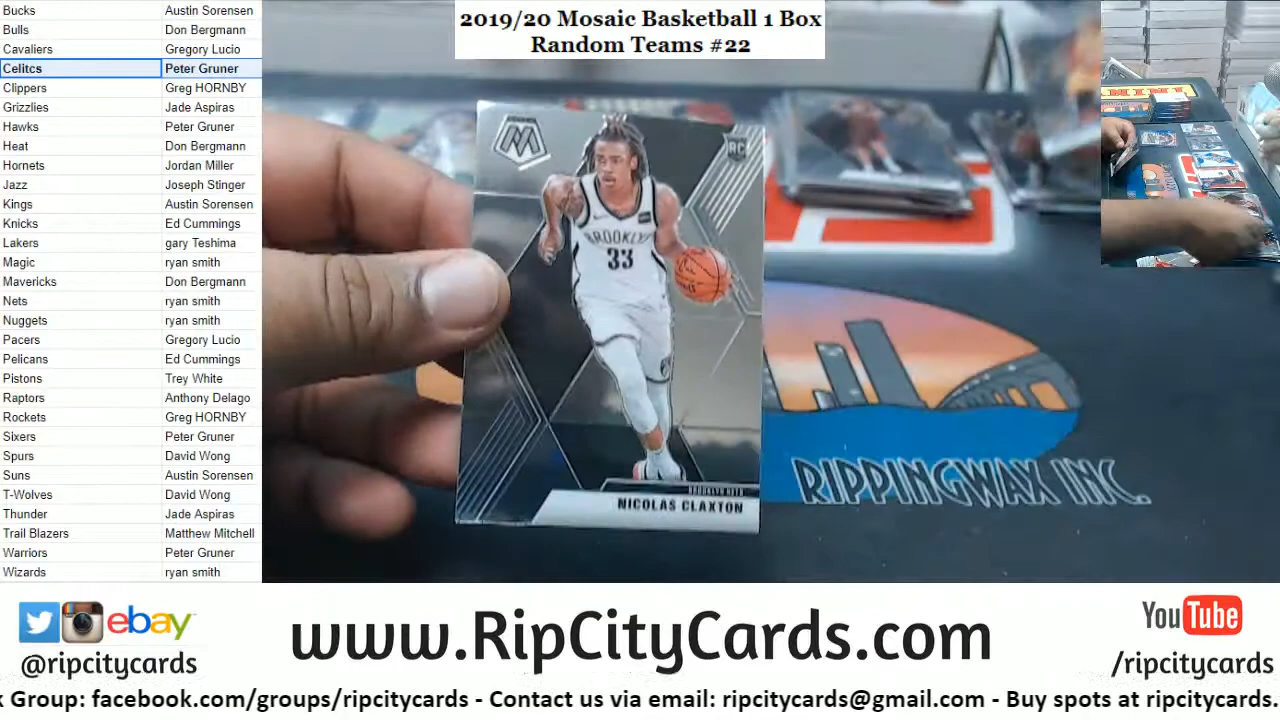 2019/20 Mosaic Basketball 1 Box
Random Teams #22
Bucks Austin Sorensen
Bulls Don Bergmann
Cavaliers Gregory Lucio
Celitcs Peter Gruner
Clippers Greg HORNBY
Grizzlies Jade Aspiras
Hawks Peter Gruner
Heat Don Bergmann
Hornets Jordan Miller
Jazz Joseph Stinger
Kings Austin Sorensen
Knicks Ed Cummings
Lakers gary Teshima
Magic ryan smith
Mavericks Don Bergmann
Nets ryan smith
Nuggets ryan smith
Pacers Gregory Lucio
Pelicans Ed Cummings
Pistons Trey White
Raptors Anthony Delago
Rockets Greg HORNBY
Sixers Peter Gruner
Spurs David Wong
Suns Austin Sorensen
T-Wolves David Wong
Thunder Jade Aspiras
Trail Blazers Matthew Mitchell
Warriors Peter Gruner
Wizards ryan smith
M
RC
BROOKLYN
33
BROOKLYN NETS
NICOLAS CLAXTON
RIPPINGWAX INC.
ebay
@ripcitycards
www.RipCityCards.com
YouTube
/ripcitycards
k Group: facebook.com/groups/ripcitycards - Contact us via email: ripcitycards@gmail.com - Buy spots at ripcitycards.